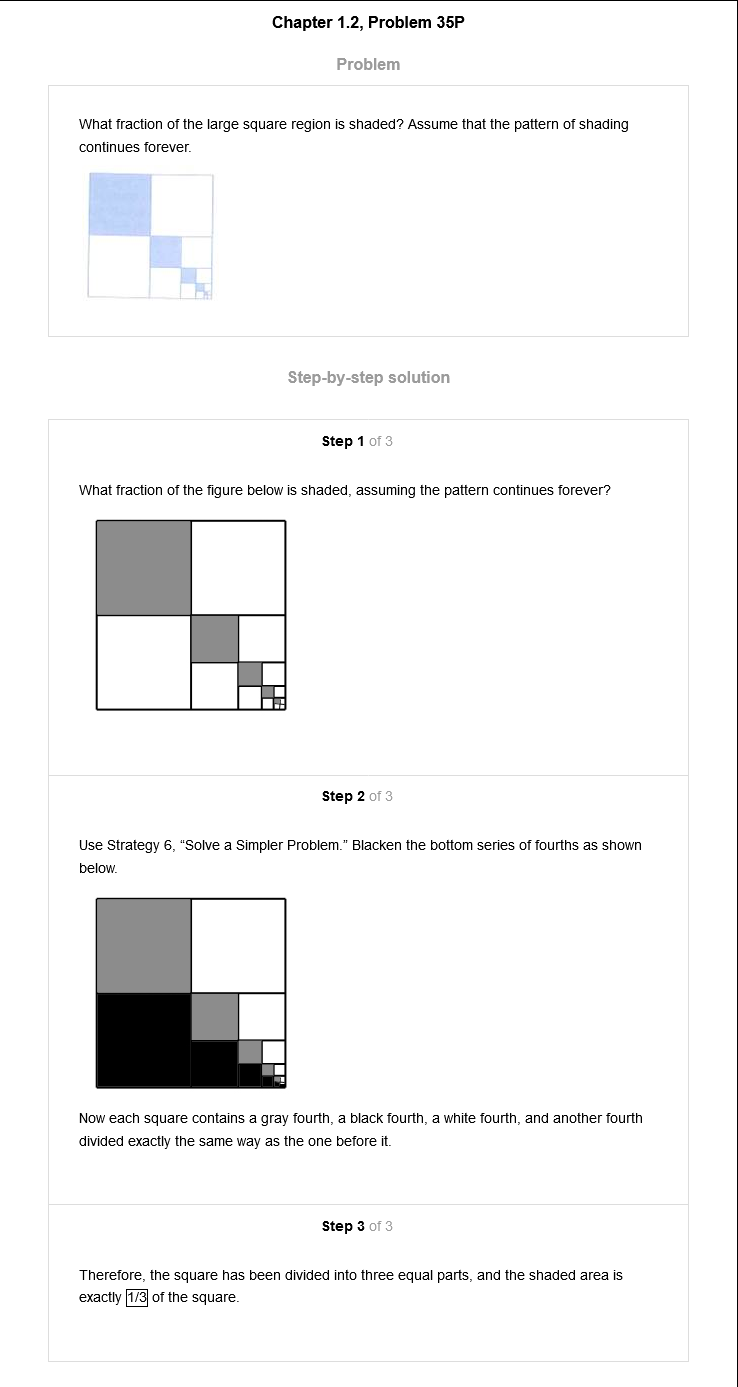 Chapter 1.2, Problem 35P
Problem
What fraction of the large square region is shaded? Assume that the pattern of shading
continues forever.
Step-by-step solution
Step 1 of 3
What fraction of the figure below is shaded, assuming the pattern continues forever?
Step 2 of 3
Use Strategy 6, “Solve a Simpler Problem.” Blacken the bottom series of fourths as shown
below.
Now each square contains a gray fourth, a black fourth, a white fourth, and another fourth
divided exactly the same way as the one before it.
Step 3 of 3
Therefore, the square has been divided into three equal parts, and the shaded area is
exactly 1/3 of the square.